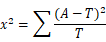 x² = ∑ (A − T)² / T